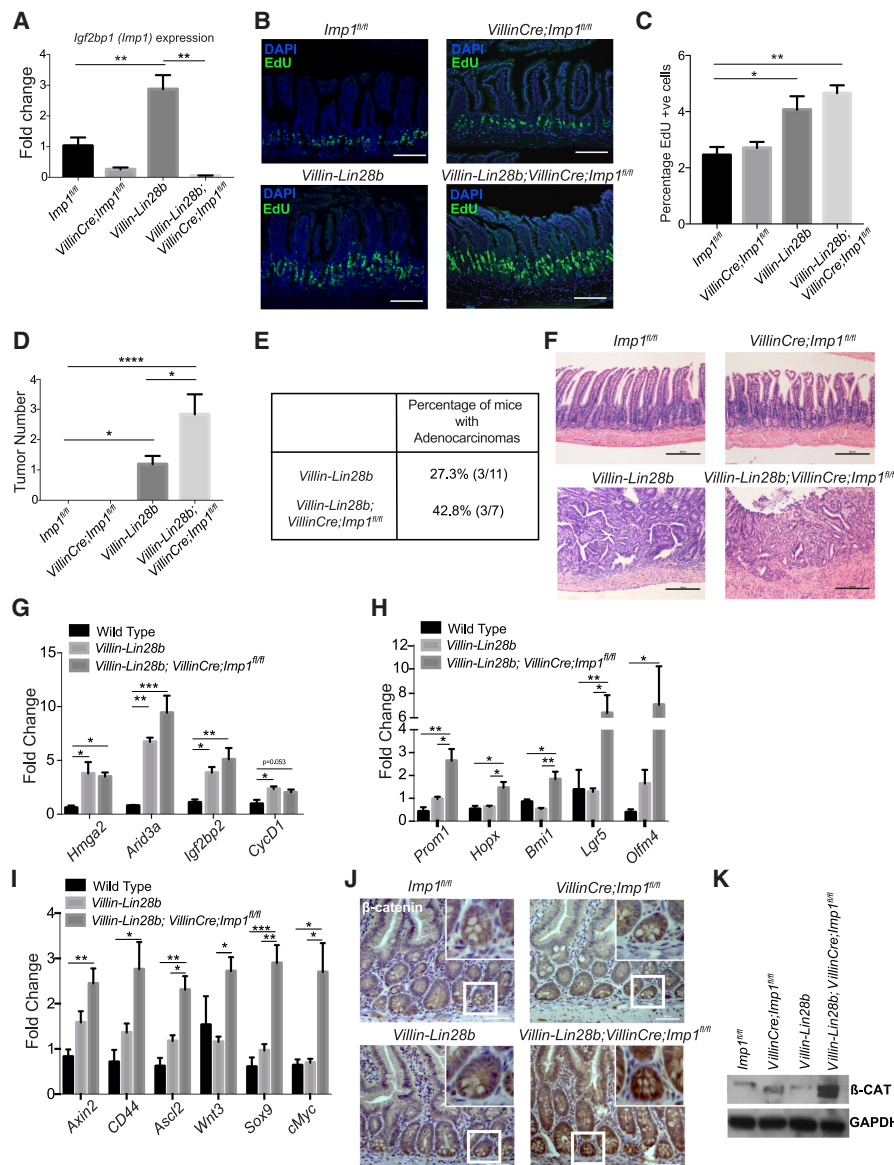 A
Igf2bp1 (Imp1) expression
**
**
Fold change
4
3
2
1
0
Imp1fl/fl
VillinCre;Imp1fl/fl
Villin-Lin28b
Villin-Lin28b;
VillinCre;Imp1fl/fl
B
Imp1fl/fl
VillinCre;Imp1fl/fl
DAPI
EdU
DAPI
EdU
Villin-Lin28b
Villin-Lin28b;VillinCre;Imp1fl/fl
DAPI
EdU
DAPI
EdU
C
**
*
Percentage EdU +ve cells
6
4
2
0
Imp1fl/fl
VillinCre;Imp1fl/fl
Villin-Lin28b
Villin-Lin28b;
VillinCre;Imp1fl/fl
D
****
*
*
Tumor Number
4
3
2
1
0
Imp1fl/fl
VillinCre;Imp1fl/fl
Villin-Lin28b
Villin-Lin28b;
VillinCre;Imp1fl/fl
E
Percentage of mice
with
Adenocarcinomas
Villin-Lin28b
27.3% (3/11)
Villin-Lin28b;
VillinCre;Imp1fl/fl
42.8% (3/7)
F
Imp1fl/fl
VillinCre;Imp1fl/fl
Villin-Lin28b
Villin-Lin28b;VillinCre;Imp1fl/fl
G
Wild Type
Villin-Lin28b
Villin-Lin28b; VillinCre;Imp1fl/fl
Fold Change
15
10
5
0
*
*
***
**
**
*
p=0.053
*
Hmga2
Arid3a
Igf2bp2
CycD1
H
Wild Type
Villin-Lin28b
Villin-Lin28b; VillinCre;Imp1fl/fl
Fold Change
12
10
8
6
4
3
2
1
0
**
*
*
*
*
**
**
*
*
Prom1
Hopx
Bmi1
Lgr5
Olfm4
I
Wild Type
Villin-Lin28b
Villin-Lin28b; VillinCre;Imp1fl/fl
Fold Change
4
3
2
1
0
**
*
**
*
*
***
**
*
*
Axin2
CD44
Ascl2
Wnt3
Sox9
cMyc
J
Imp1fl/fl
VillinCre;Imp1fl/fl
β-catenin
Villin-Lin28b
Villin-Lin28b;VillinCre;Imp1fl/fl
K
Imp1fl/fl
VillinCre;Imp1fl/fl
Villin-Lin28b
Villin-Lin28b; VillinCre;Imp1fl/fl
ß-CAT
GAPDH